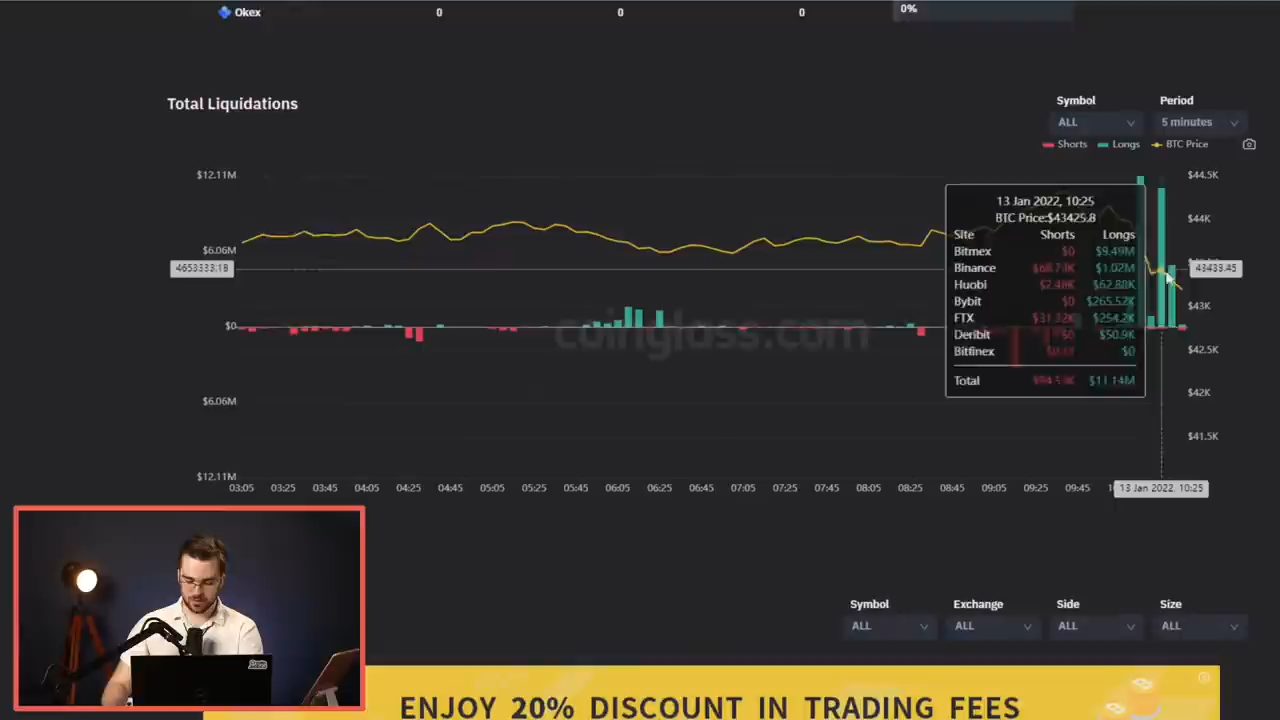 Okex 0 0 0 0%
Total Liquidations
Symbol Period
ALL 5 minutes
Shorts Longs BTC Price
$12.11M $44.5K
13 Jan 2022, 10:25
BTC Price:$43425.8
$44K
Site Shorts Longs
$6.06M
Bitmex $0 $9.49M
4653333.18 Binance $1.02M 43433.45
Huobi $2.48K $62.88K
Bybit $0 $265.52K
$43K
FTX $31.32K $254.2K
$0
coinglass.com
Deribit $0 $50.9K
Bitfinex $0
$42.5K
Total $11.14M
$42K
$6.06M
$41.5K
$12.11M
03:05 03:25 03:45 04:05 04:25 04:45 05:05 05:25 05:45 06:05 06:25 06:45 07:05 07:25 07:45 08:05 08:25 08:45 09:05 09:25 09:45 13 Jan 2022, 10:25
Symbol Exchange Side Size
ALL ALL ALL ALL
ENJOY 20% DISCOUNT IN TRADING FEES